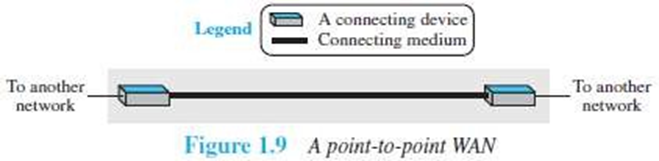 Legend
A connecting device
Connecting medium
To another
network
To another
network
Figure 1.9 A point-to-point WAN